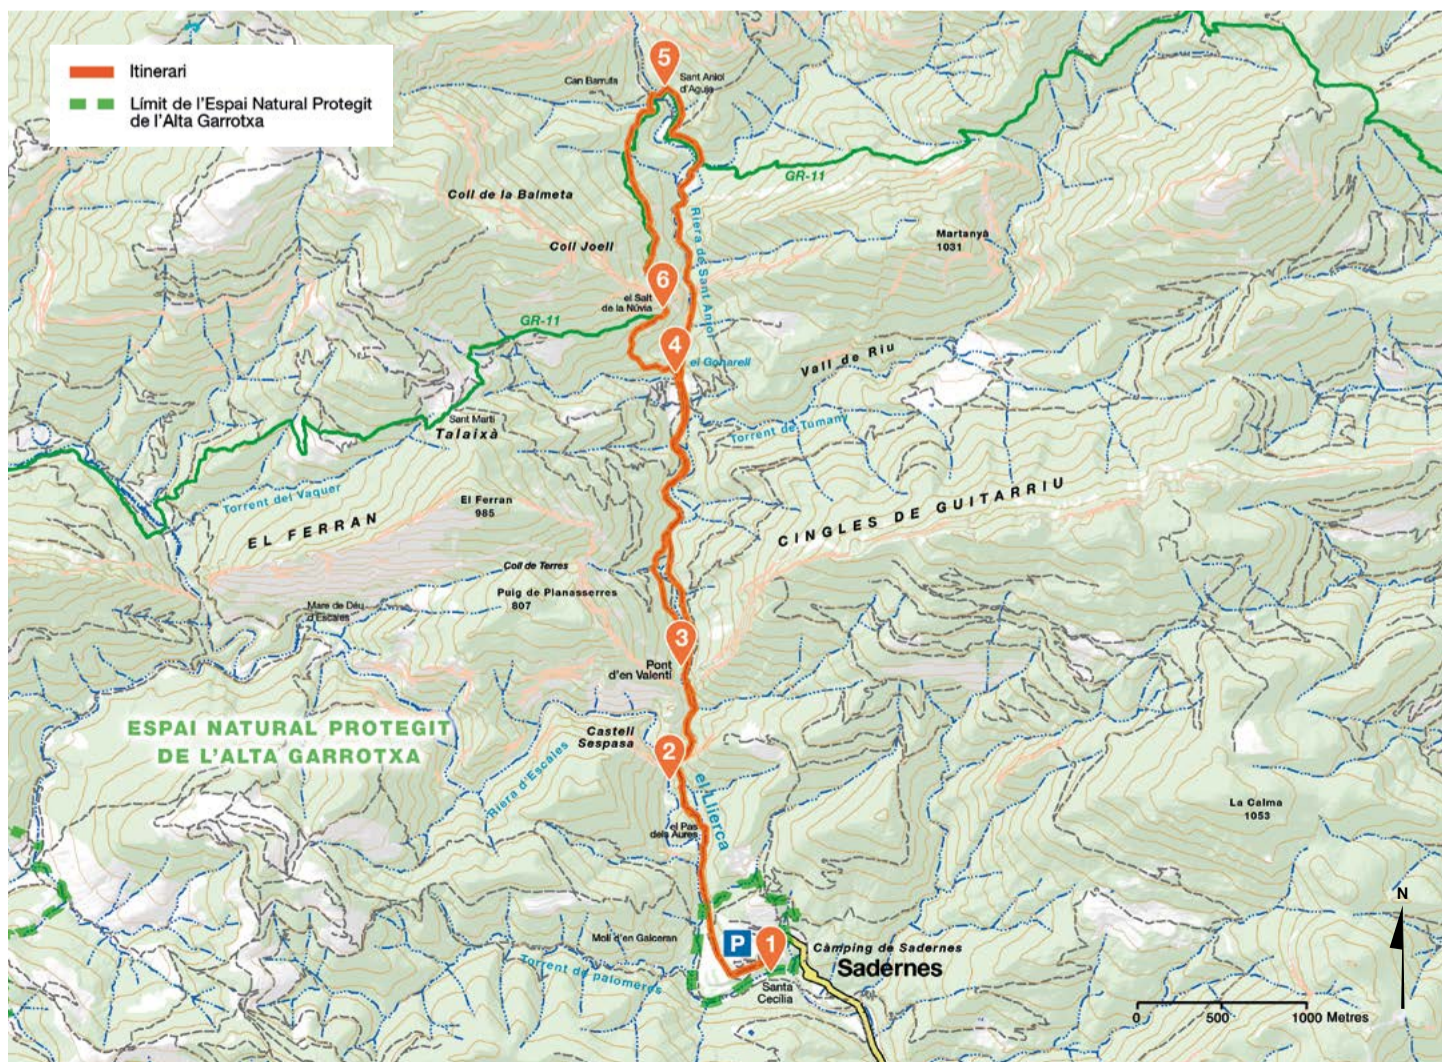 Itinerari
Límit de l'Espai Natural Protegit
de l'Alta Garrotxa
5
Can Barrufa
Sant Aniol
d'Aguja
GR-11
Coll de la Balmeta
Riera de Sant Aniol
Martanyà
1031
Coll Joell
6
el Salt
de la Núvia
GR-11
4
el Gomarell
Vall de Riu
Sant Martí
Talaixà
Torrent de Tumany
Torrent del Vaquer
El Ferran
985
EL FERRAN
CINGLES DE GUITARRIU
Coll de Terres
Puig de Planasserres
807
Mare de Déu
d'Escales
3
Pont
d'en Valentí
ESPAI NATURAL PROTEGIT
DE L'ALTA GARROTXA
Castell
Sespasa
2
Riera d'Escales
el Llierca
La Calma
1053
el Pas
dels Aures
N
Molí d'en Galceran
P
1
Càmping de Sadernes
Sadernes
Torrent de palomeres
Santa
Cecília
0 500 1000 Metres